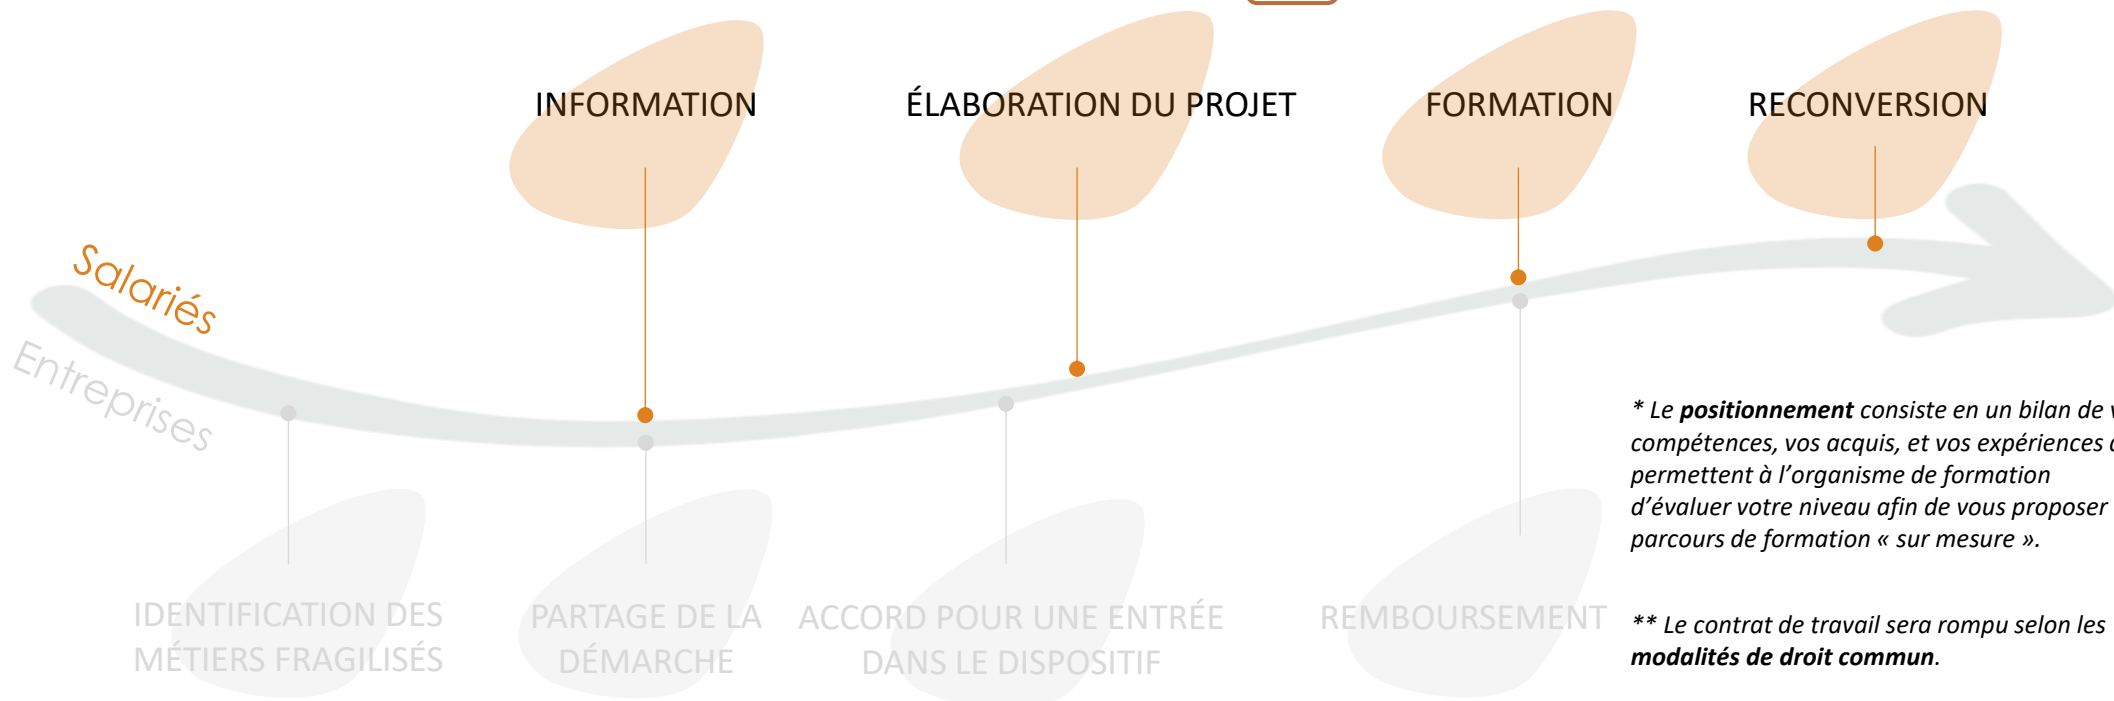 INFORMATION
ÉLABORATION DU PROJET
FORMATION
RECONVERSION
Salariés
Entreprises
* Le positionnement consiste en un bilan de
compétences, vos acquis, et vos expériences
permettent à l’organisme de formation
d’évaluer votre niveau afin de vous proposer
parcours de formation « sur mesure ».
IDENTIFICATION DES
MÉTIERS FRAGILISÉS
PARTAGE DE LA
DÉMARCHE
ACCORD POUR UNE ENTRÉE
DANS LE DISPOSITIF
REMBOURSEMENT
** Le contrat de travail sera rompu selon les
modalités de droit commun.